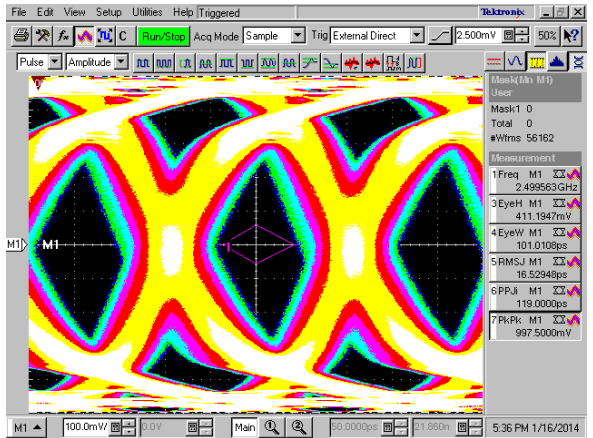 File Edit View Setup Utilities Help Triggered Tektronix
fx C Run/Stop Acq Mode Sample Trig External Direct 2.500mV 50%
Pulse Amplitude
Mask(Mn M1)
User
Mask1 0
Total 0
#Wfms 56162
Measurement
1 Freq M1
2.499563GHz
3 EyeH M1
411.1947mV
4 EyeW M1
101.0108ps
5 RMSJ M1
16.52948ps
6 PPJi M1
119.0000ps
7 PkPk M1
997.5000mV
M1 M1 1
M1 100.0mV/ 0.0V Main 1 2 50.0000ps 21.860n 5:36 PM 1/16/2014